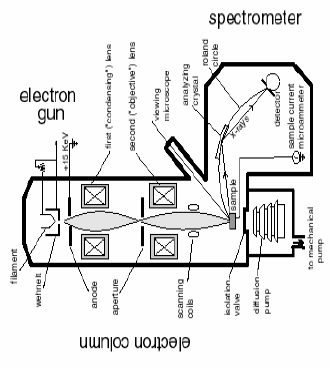 spectrometer
roland
circle
analyzing
crystal
x-rays
detector
sample current
microammeter
electron
gun
+15 KeV
first ("condensing") lens
second ("objective") lens
viewing
microscope
sample
filament
wehnelt
anode
aperture
scanning
coils
isolation
valve
diffusion
pump
to mechanical
pump
electron column